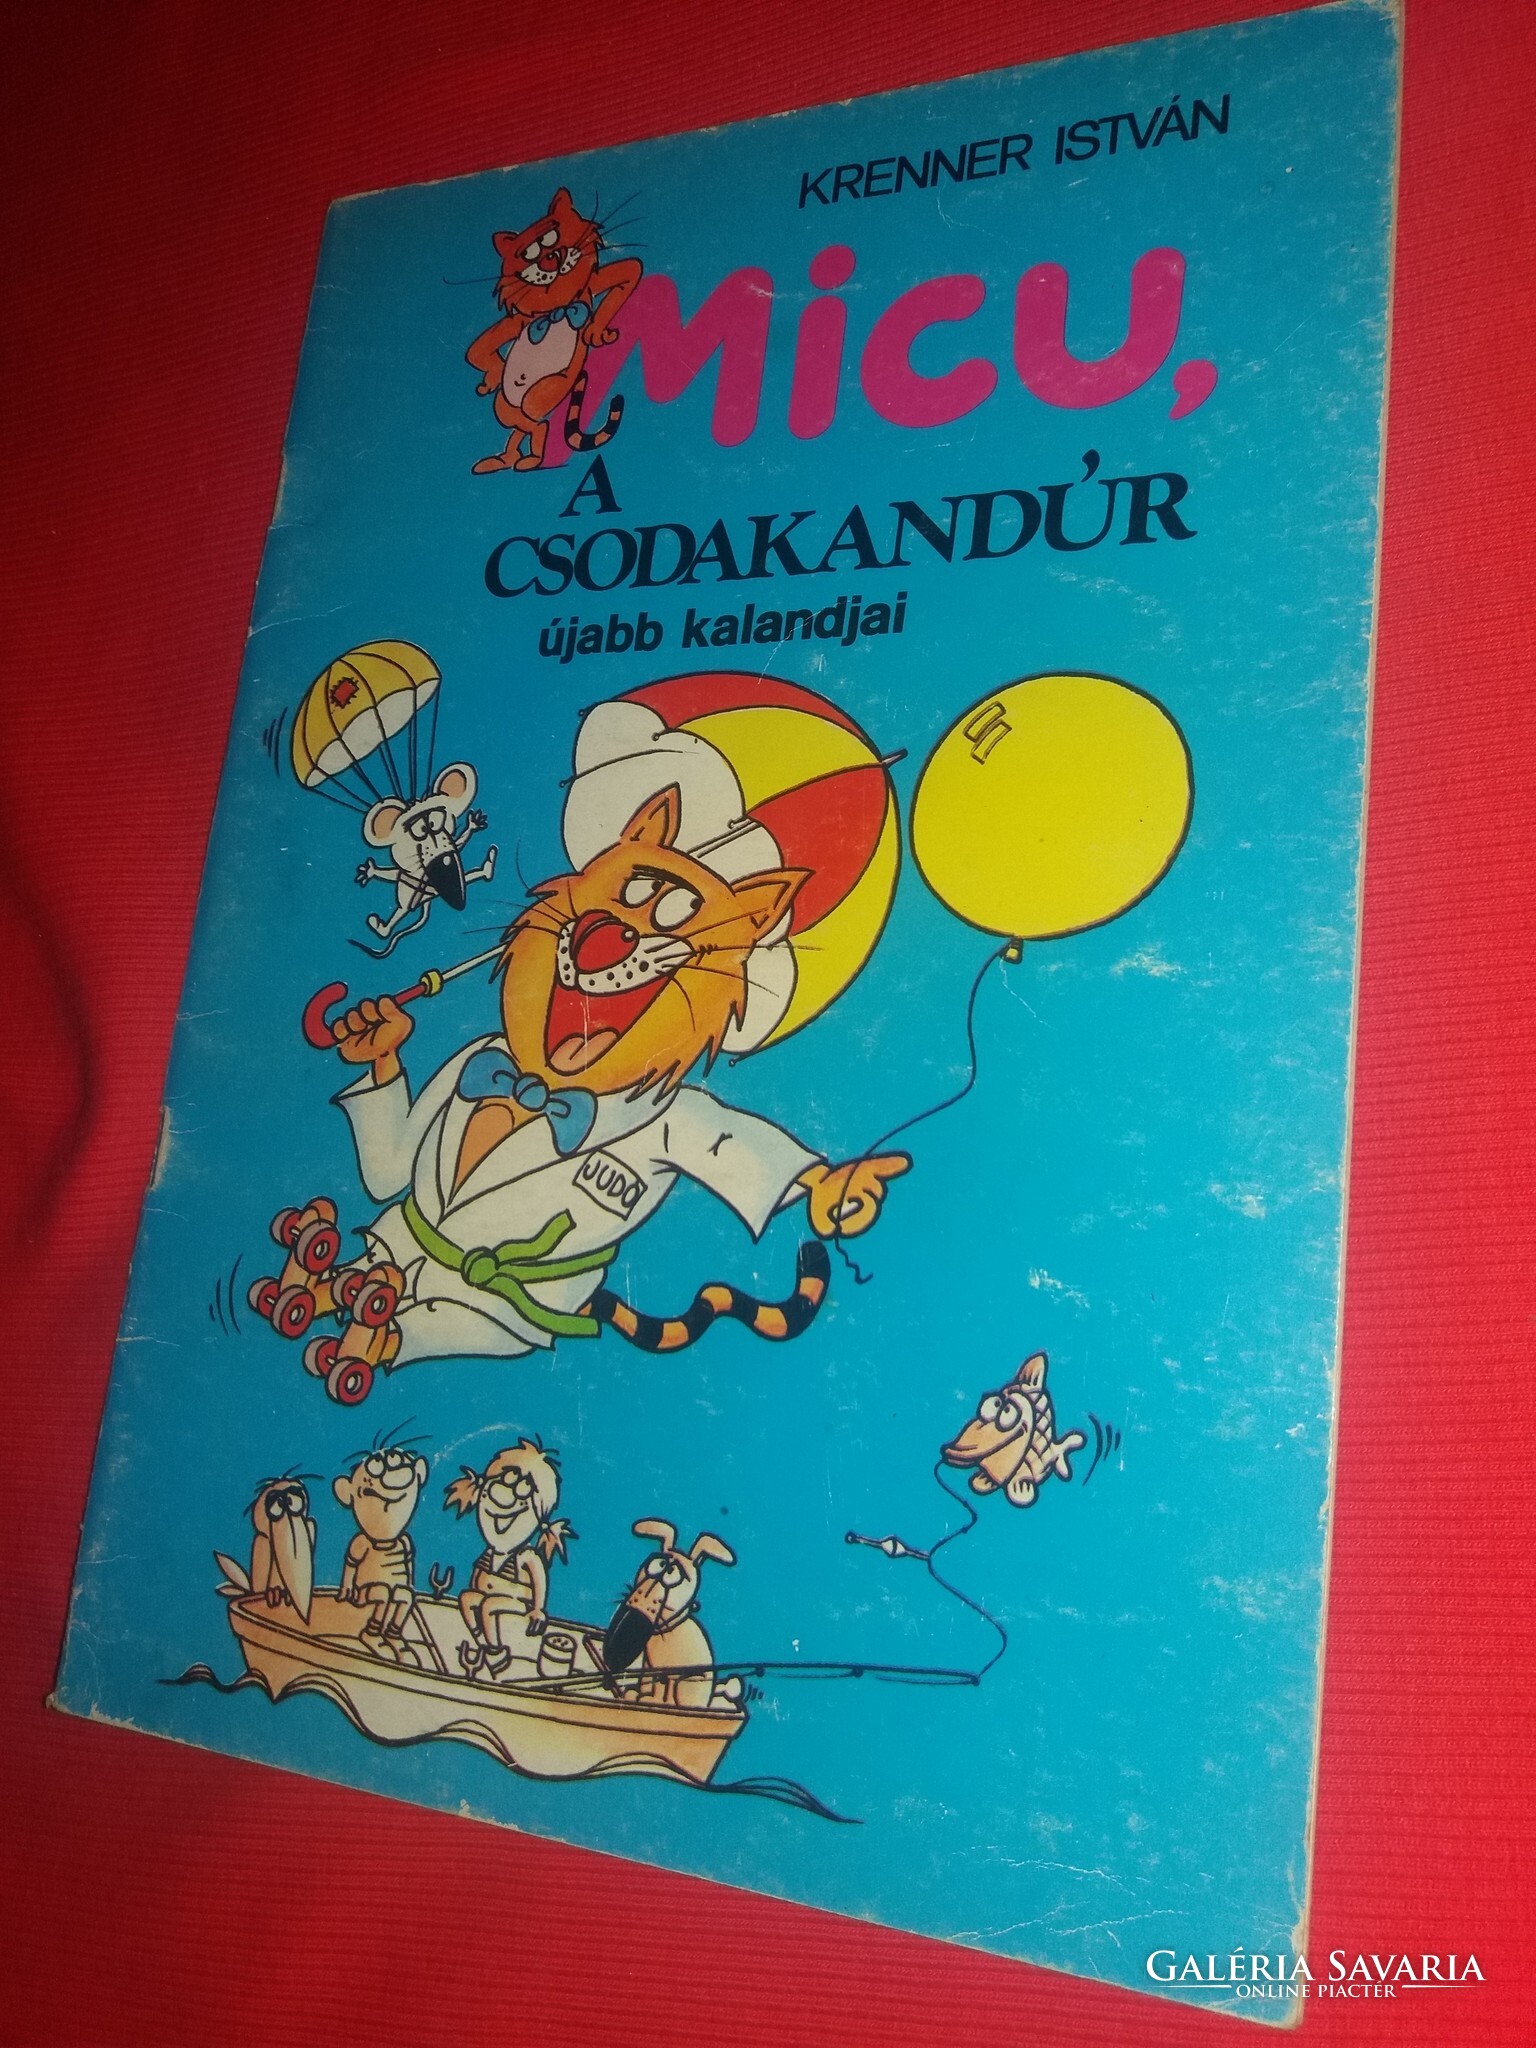 KRENNER ISTVÁN
Micu,
A
CSODAKANDÚR
újabb kalandjai
JUDO
GALÉRIA SAVARIA
ONLINE PIACTÉR